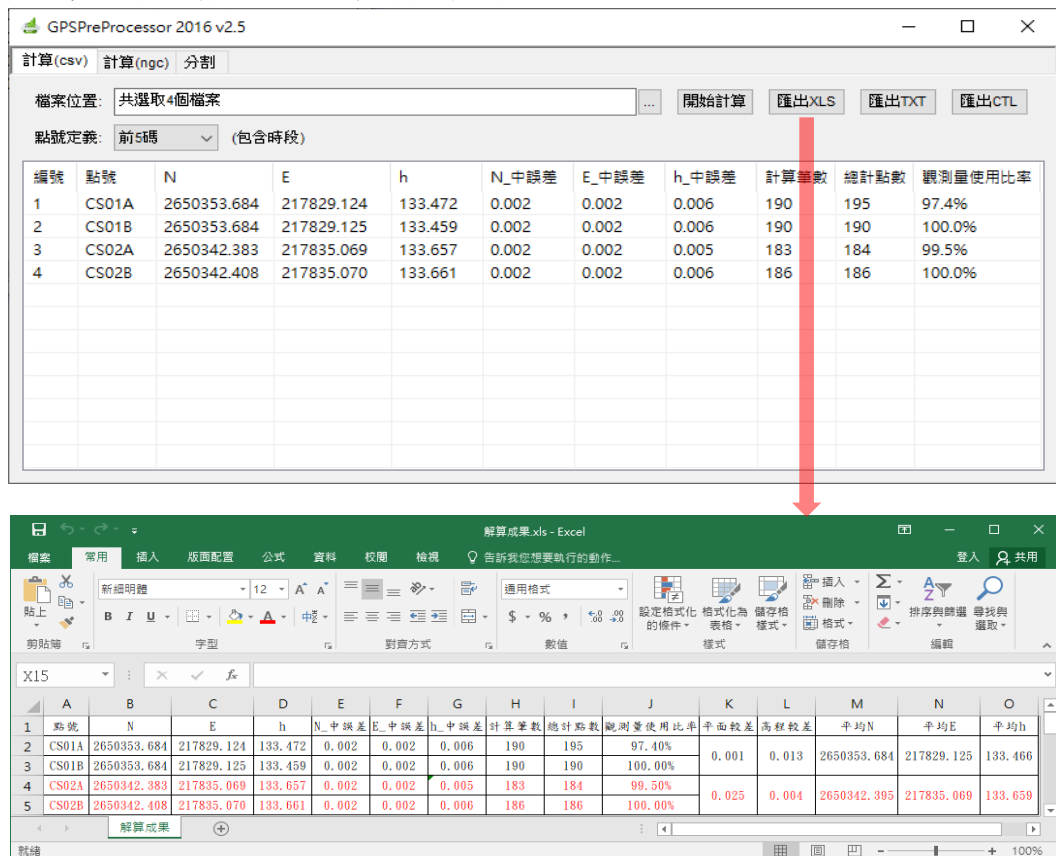 GPSPreProcessor 2016 v2.5
計算(csv) 計算(ngc) 分割
檔案位置: 共選取4個檔案 ... 開始計算 匯出XLS 匯出TXT 匯出CTL
點號定義: 前5碼 (包含時段)
編號 點號 N E h N_中誤差 E_中誤差 h_中誤差 計算筆數 總計點數 觀測量使用比率
1 CS01A 2650353.684 217829.124 133.472 0.002 0.002 0.006 190 195 97.4%
2 CS01B 2650353.684 217829.125 133.459 0.002 0.002 0.006 190 190 100.0%
3 CS02A 2650342.383 217835.069 133.657 0.002 0.002 0.005 183 184 99.5%
4 CS02B 2650342.408 217835.070 133.661 0.002 0.002 0.006 186 186 100.0%
解算成果.xls - Excel
檔案 常用 插入 版面配置 公式 資料 校閱 檢視 告訴我您想要執行的動作... 登入 共用
貼上 新細明體 12 A A 通用格式 設定格式化的條件 格式化為表格 儲存格樣式 插入 刪除 格式 排序與篩選 尋找與選取
B I U A 中 $ % ,
剪貼簿 字型 對齊方式 數值 樣式 儲存格 編輯
X15 fx
A B C D E F G H I J K L M N O
1 點號 N E h N_中誤差 E_中誤差 h_中誤差 計算筆數 總計點數 觀測量使用比率 平面較差 高程較差 平均N 平均E 平均h
2 CS01A 2650353.684 217829.124 133.472 0.002 0.002 0.006 190 195 97.40% 0.001 0.013 2650353.684 217829.125 133.466
3 CS01B 2650353.684 217829.125 133.459 0.002 0.002 0.006 190 190 100.00%
4 CS02A 2650342.383 217835.069 133.657 0.002 0.002 0.005 183 184 99.50% 0.025 0.004 2650342.395 217835.069 133.659
5 CS02B 2650342.408 217835.070 133.661 0.002 0.002 0.006 186 186 100.00%
解算成果
就緒 100%